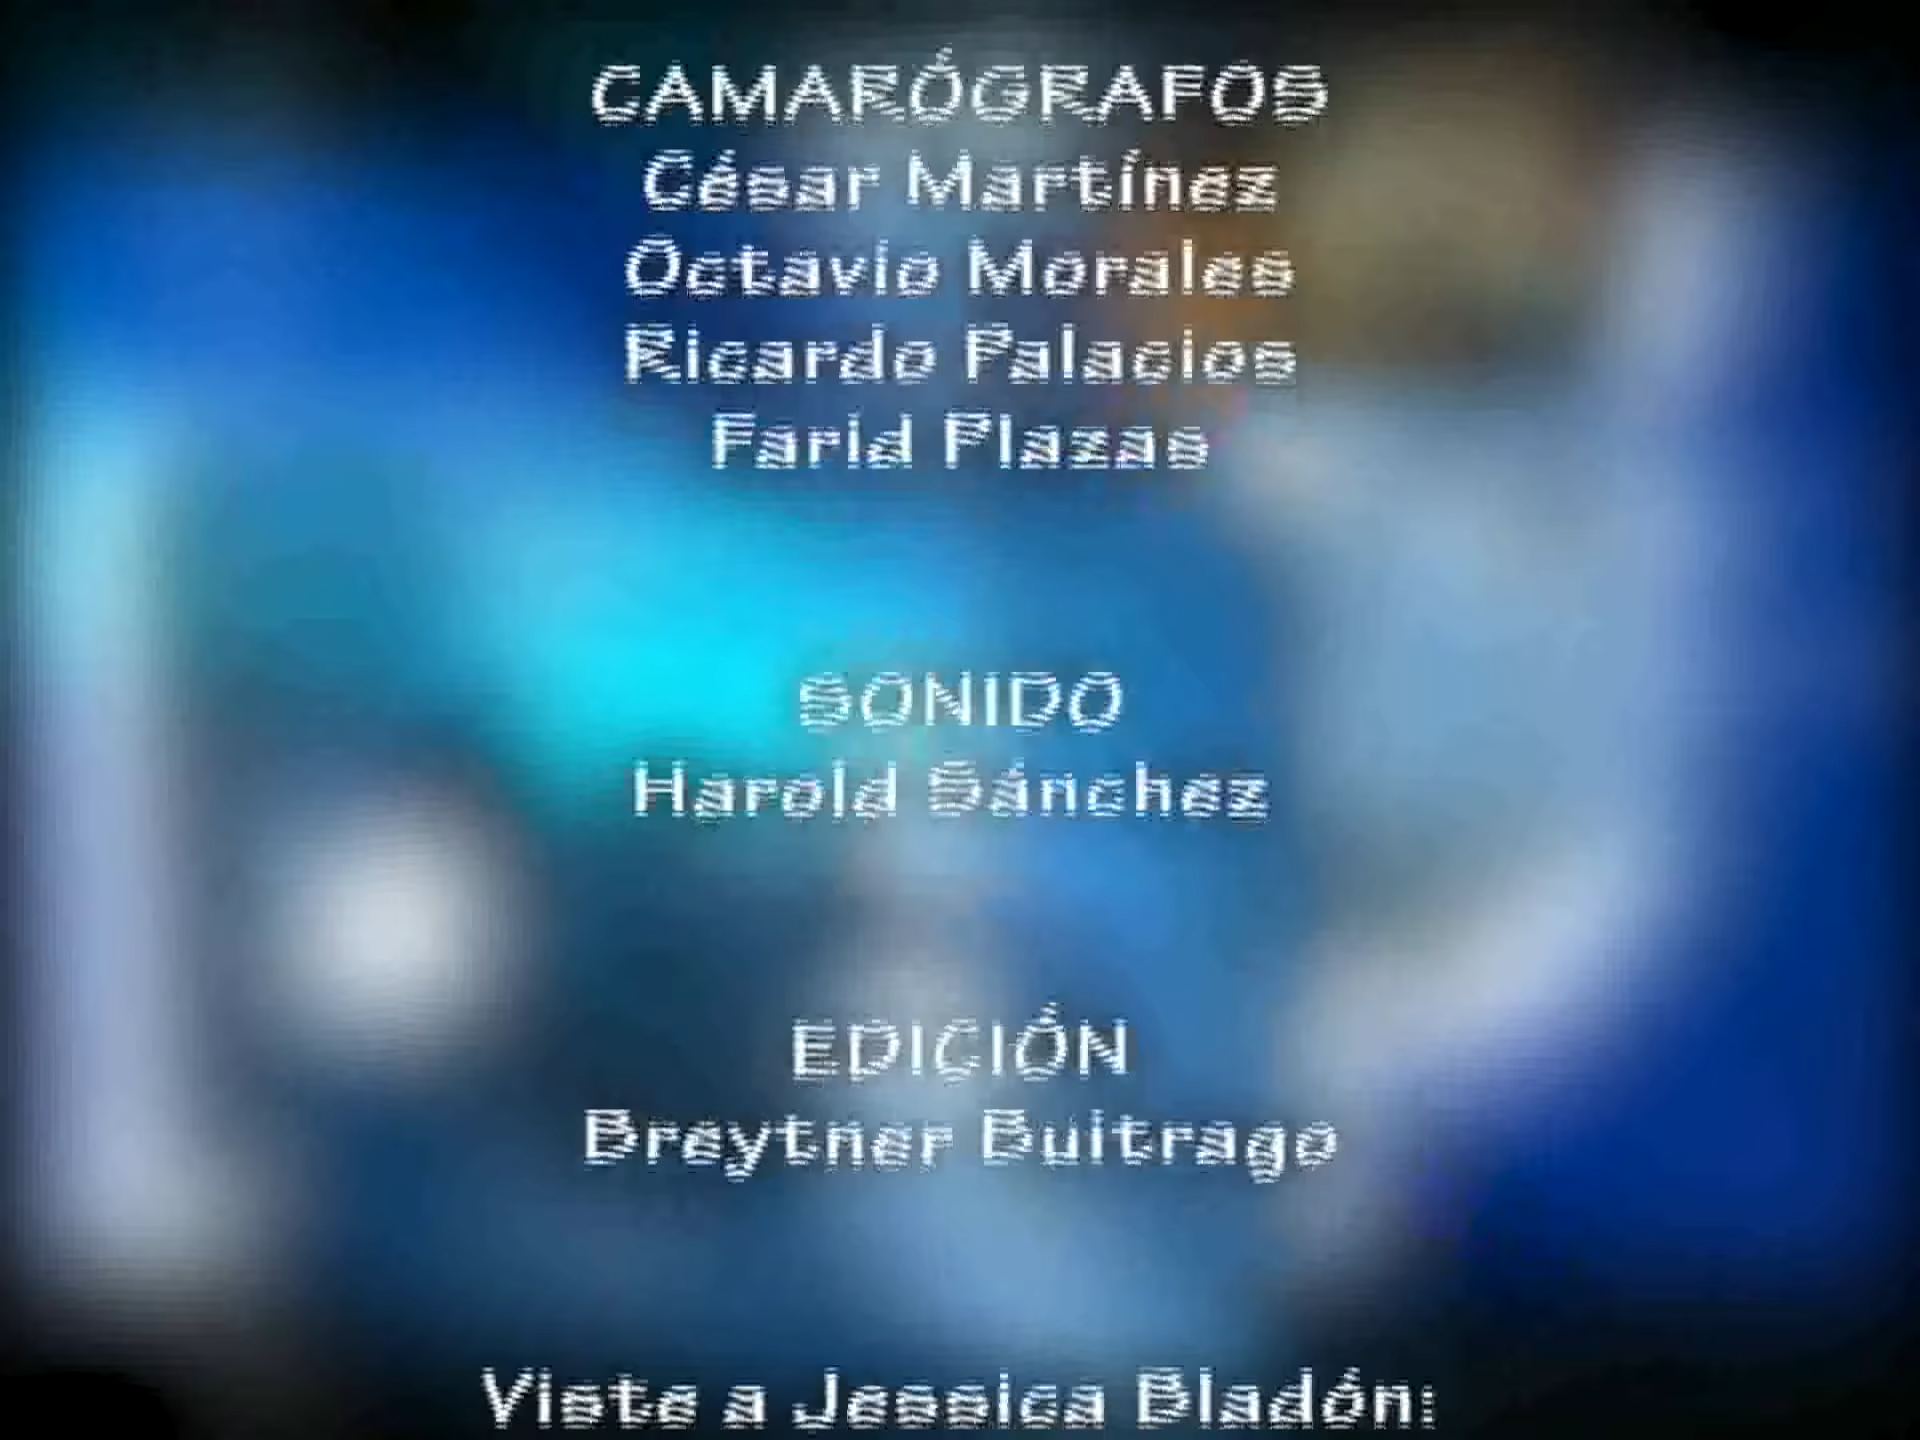 CAMARÓGRAFOS
César Martínez
Octavio Morales
Ricardo Palacios
Farid Plazas
SONIDO
Harold Sánchez
EDICIÓN
Breytner Buitrago
Viste a Jessica Bladón: